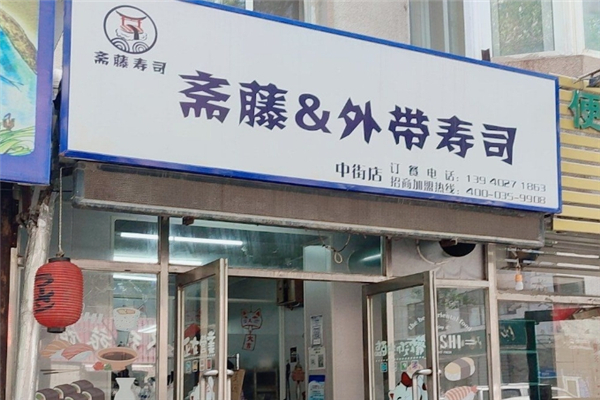 斋藤寿司
斋藤&外带寿司
中街店
订餐电话：13940271863
招商加盟热线：400-035-9908
便